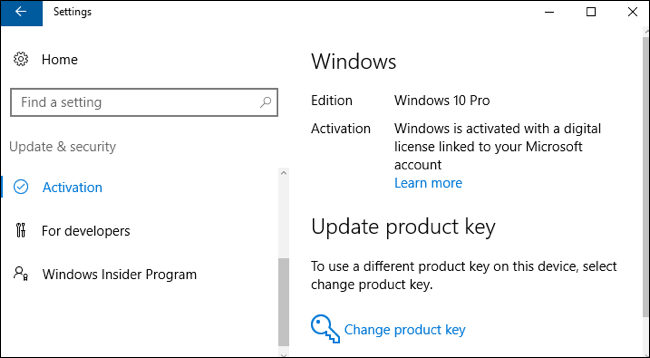 Settings
Home
Find a setting
Update & security
Activation
For developers
Windows Insider Program
Windows
Edition Windows 10 Pro
Activation Windows is activated with a digital
license linked to your Microsoft
account
Learn more
Update product key
To use a different product key on this device, select
change product key.
Change product key